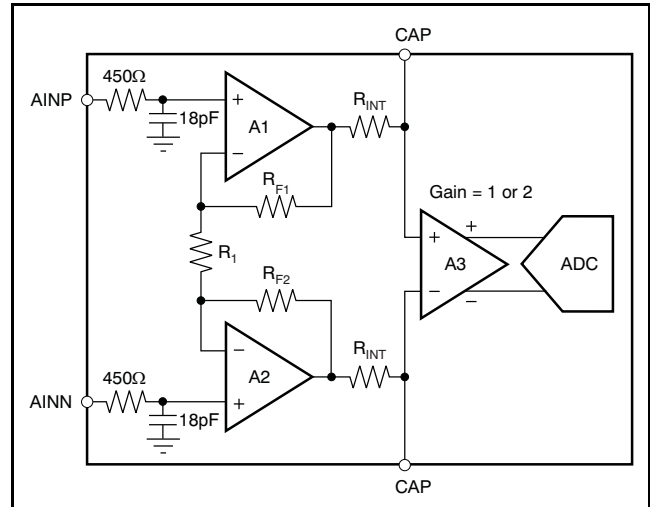 CAP
450Ω
AINP
18pF
+
A1
−
R_INT
R_F1
Gain = 1 or 2
R_1
+
A3
−
+
−
ADC
R_F2
−
A2
+
R_INT
450Ω
AINN
18pF
CAP